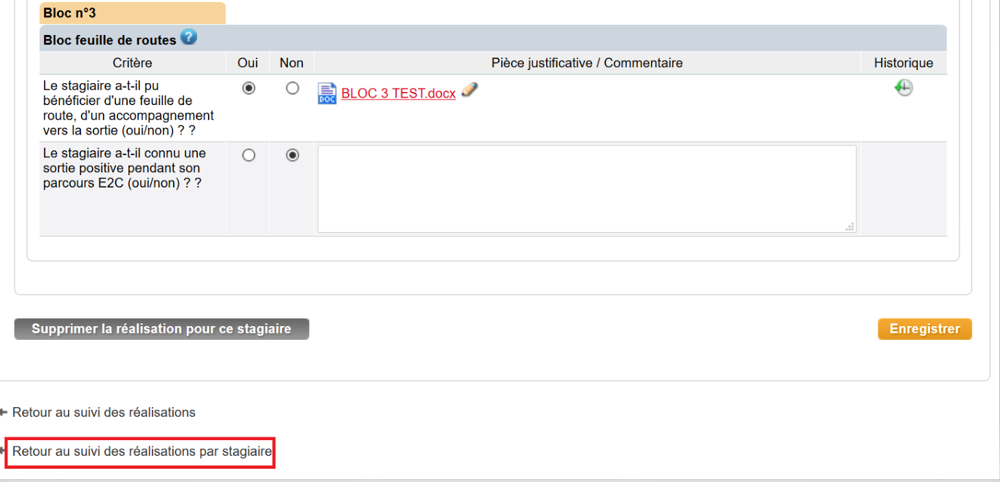 Bloc n°3
Bloc feuille de routes ?
Critère Oui Non Pièce justificative / Commentaire Historique
Le stagiaire a-t-il pu
bénéficier d'une feuille de
route, d'un accompagnement
vers la sortie (oui/non) ? ?
DOC BLOC 3 TEST.docx
Le stagiaire a-t-il connu une
sortie positive pendant son
parcours E2C (oui/non) ? ?
Supprimer la réalisation pour ce stagiaire
Enregistrer
Retour au suivi des réalisations
Retour au suivi des réalisations par stagiaire